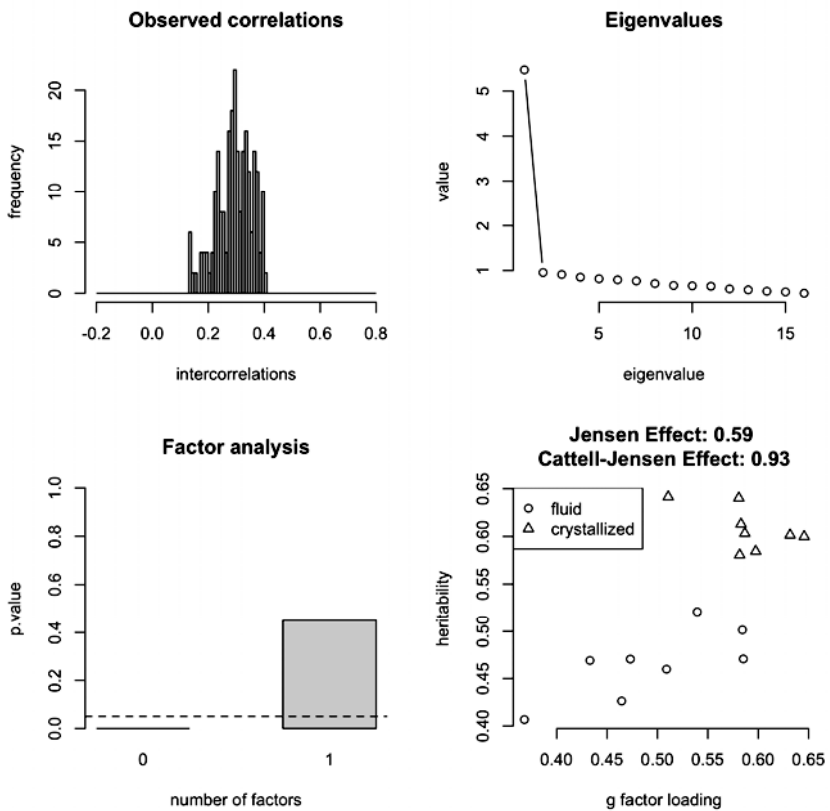 Observed correlations
frequency
20
15
10
5
0
-0.2 0.0 0.2 0.4 0.6 0.8
intercorrelations
Eigenvalues
value
5
4
3
2
1
5 10 15
eigenvalue
Factor analysis
p.value
1.0
0.8
0.6
0.4
0.2
0.0
0 1
number of factors
Jensen Effect: 0.59
Cattell-Jensen Effect: 0.93
fluid
crystallized
heritability
0.65
0.60
0.55
0.50
0.45
0.40
0.40 0.45 0.50 0.55 0.60 0.65
g factor loading